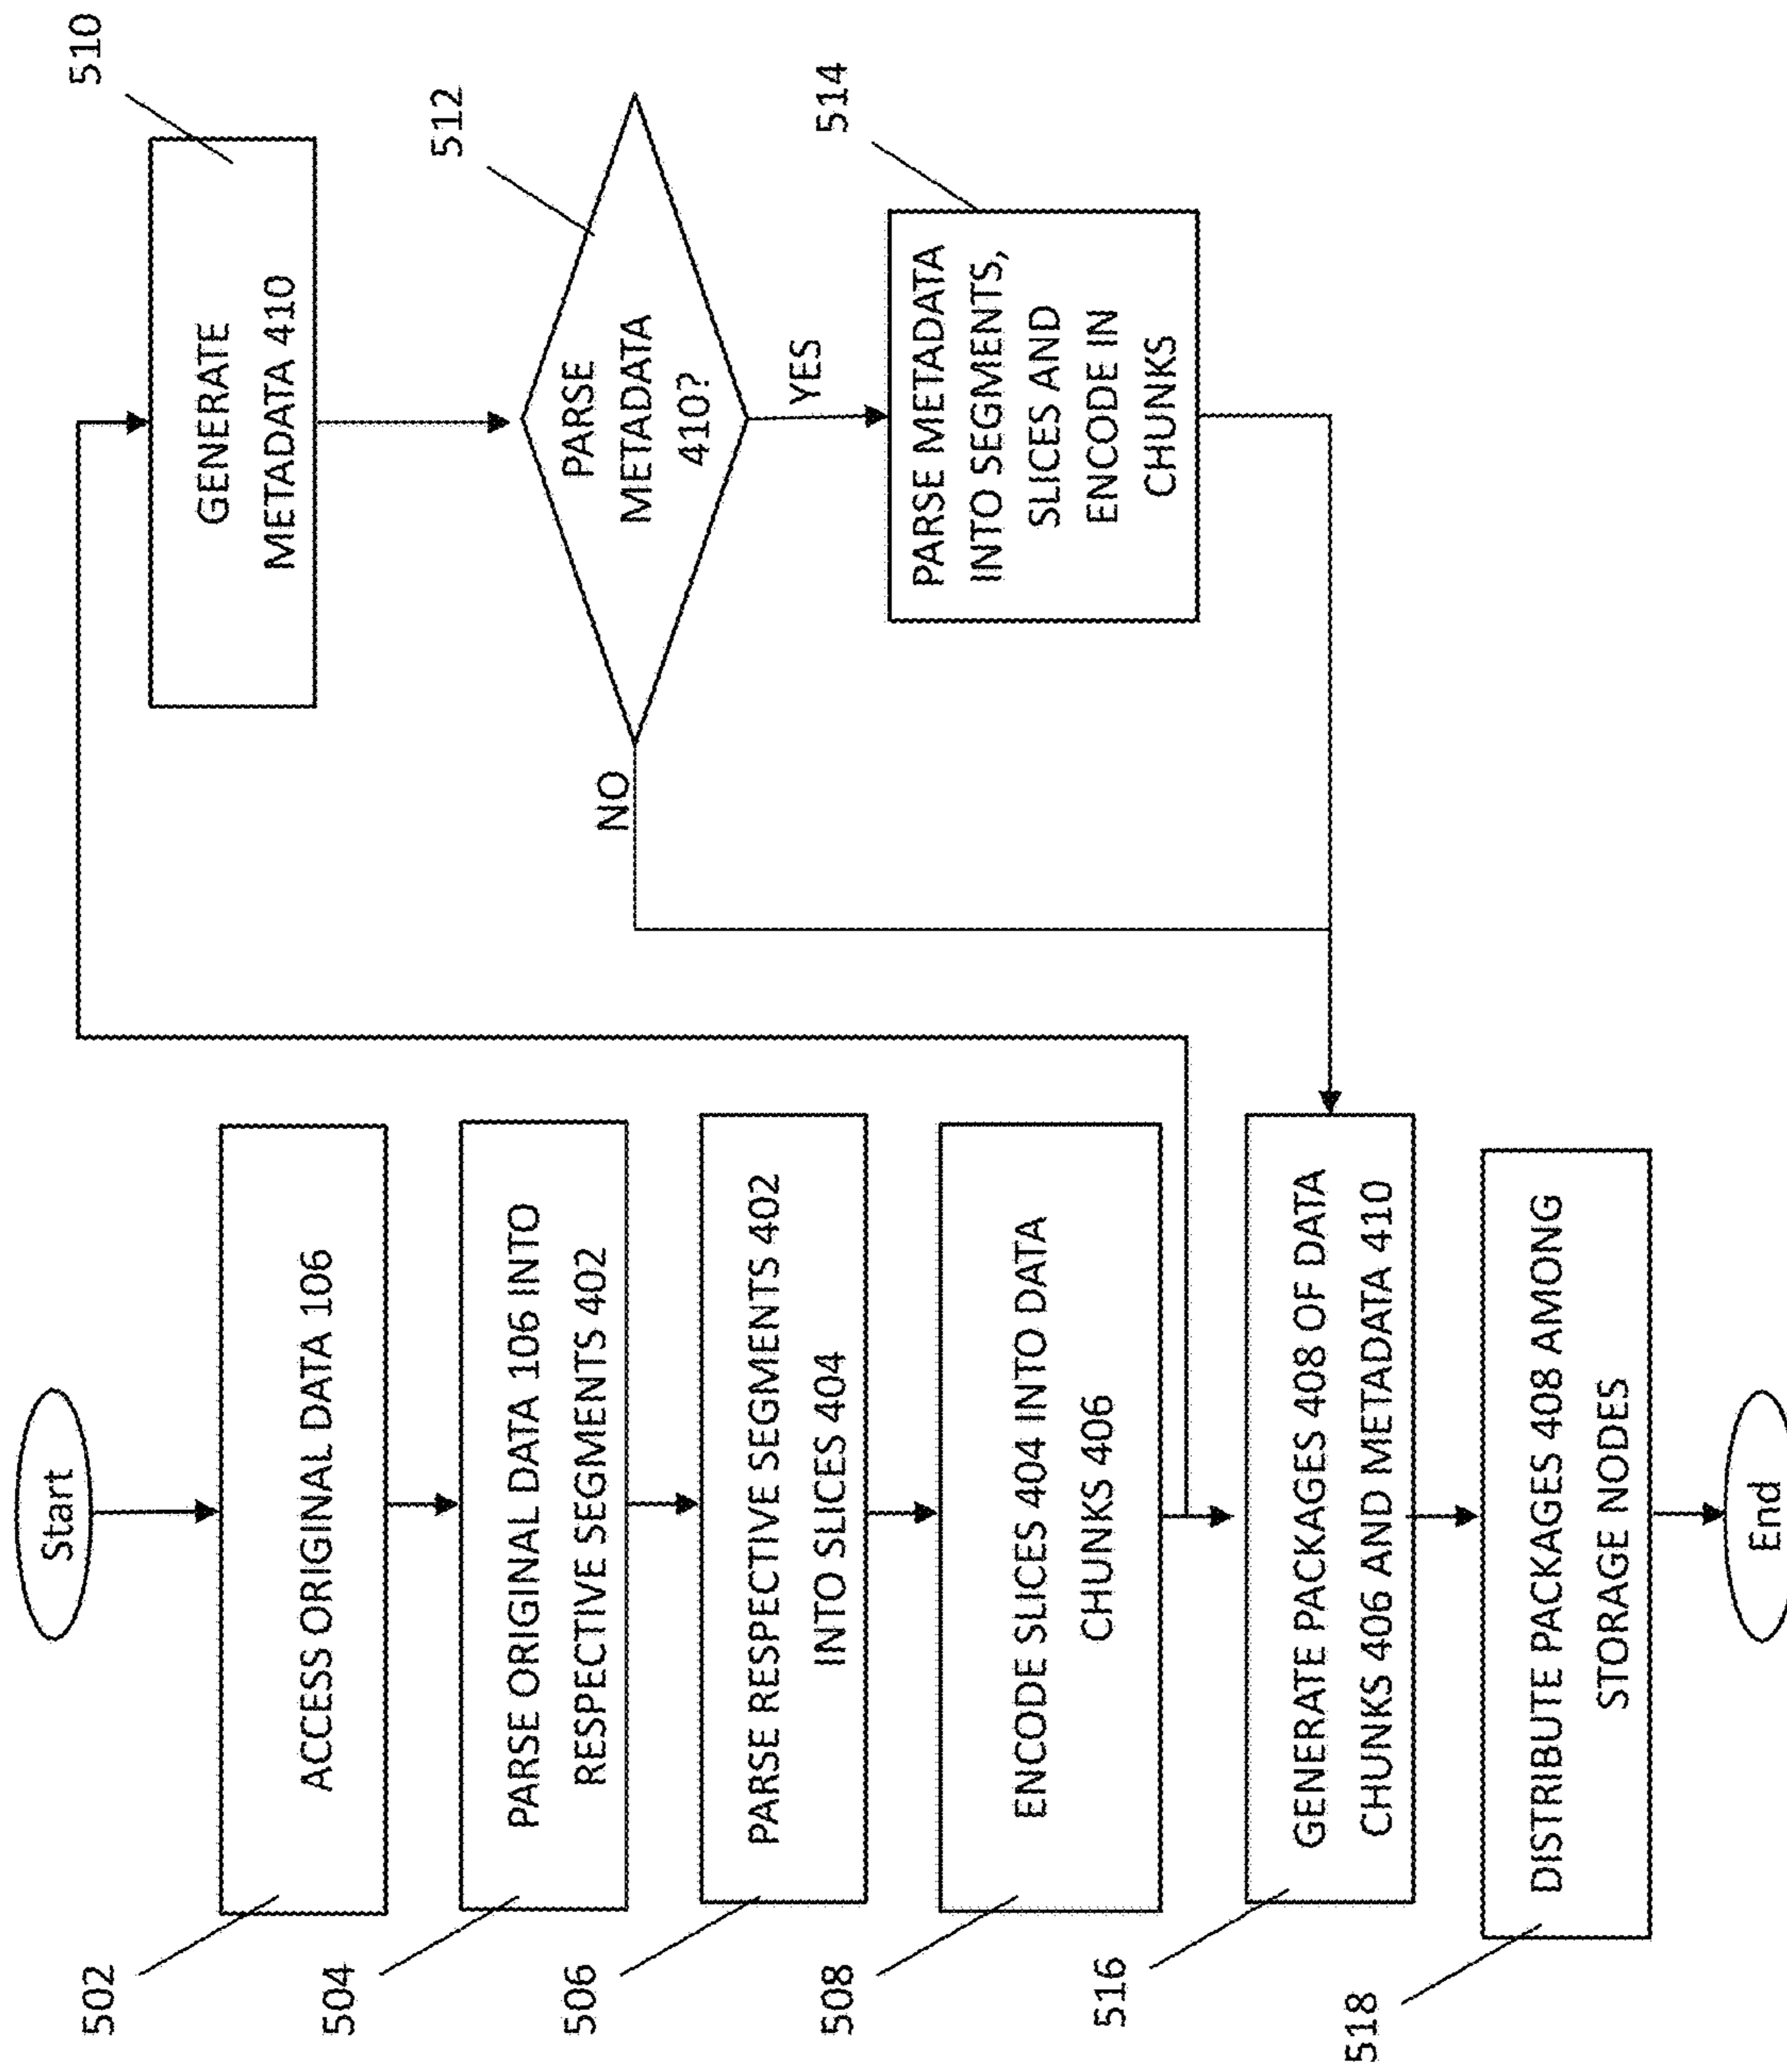 Start
502
ACCESS ORIGINAL DATA 106
504
PARSE ORIGINAL DATA 106 INTO
RESPECTIVE SEGMENTS 402
506
PARSE RESPECTIVE SEGMENTS 402
INTO SLICES 404
508
ENCODE SLICES 404 INTO DATA
CHUNKS 406
510
GENERATE
METADATA 410
512
PARSE
METADATA
410?
NO
YES
514
PARSE METADATA
INTO SEGMENTS,
SLICES AND
ENCODE IN
CHUNKS
516
GENERATE PACKAGES 408 OF DATA
CHUNKS 406 AND METADATA 410
518
DISTRIBUTE PACKAGES 408 AMONG
STORAGE NODES
End